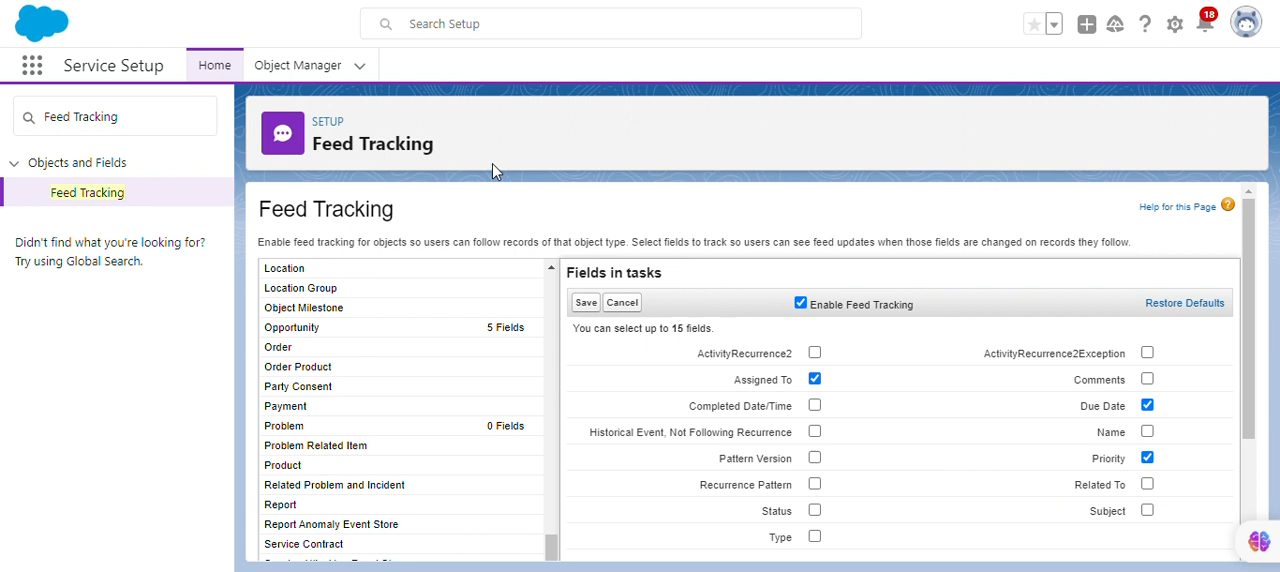 Search Setup
18
Service Setup
Home
Object Manager
Feed Tracking
Objects and Fields
Feed Tracking
Didn't find what you're looking for?
Try using Global Search.
SETUP
Feed Tracking
Feed Tracking
Help for this Page
Enable feed tracking for objects so users can follow records of that object type. Select fields to track so users can see feed updates when those fields are changed on records they follow.
Location
Location Group
Object Milestone
Opportunity 5 Fields
Order
Order Product
Party Consent
Payment
Problem 0 Fields
Problem Related Item
Product
Related Problem and Incident
Report
Report Anomaly Event Store
Service Contract
Fields in tasks
Save Cancel Enable Feed Tracking Restore Defaults
You can select up to 15 fields.
ActivityRecurrence2 ActivityRecurrence2Exception
Assigned To Comments
Completed Date/Time Due Date
Historical Event, Not Following Recurrence Name
Pattern Version Priority
Recurrence Pattern Related To
Status Subject
Type